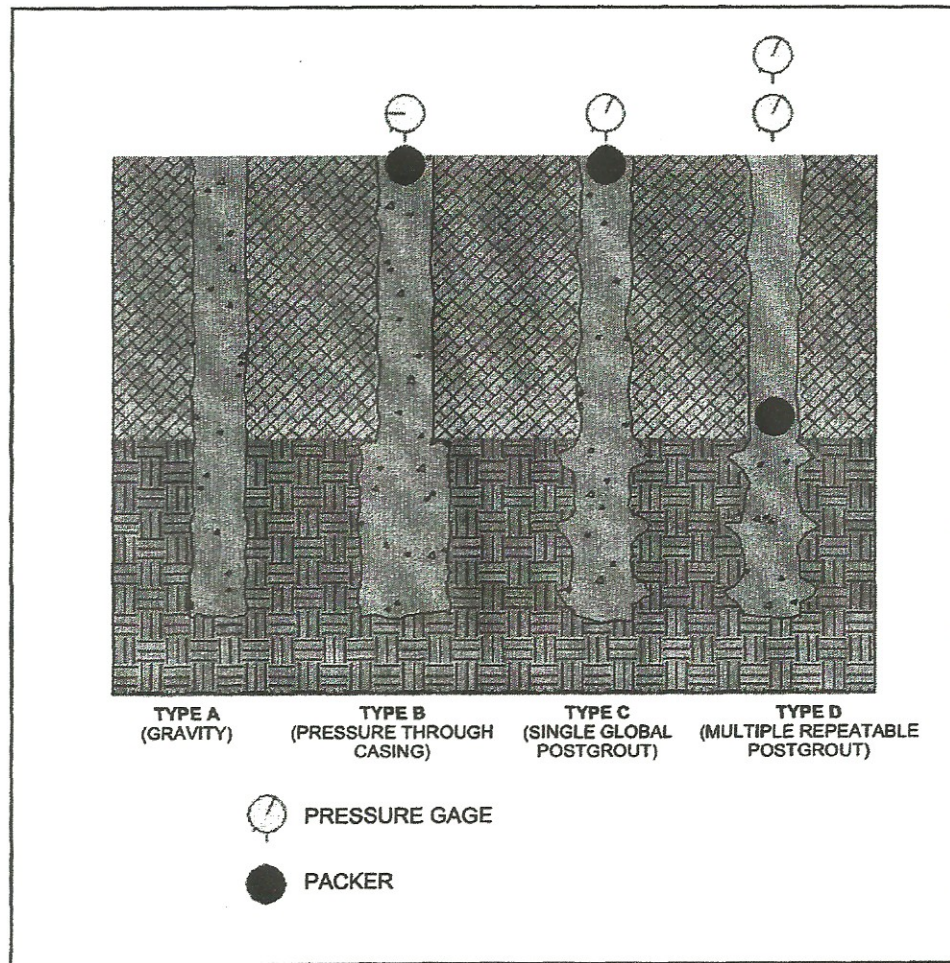 TYPE A
(GRAVITY)
TYPE B
(PRESSURE THROUGH
CASING)
TYPE C
(SINGLE GLOBAL
POSTGROUT)
TYPE D
(MULTIPLE REPEATABLE
POSTGROUT)
PRESSURE GAGE
PACKER